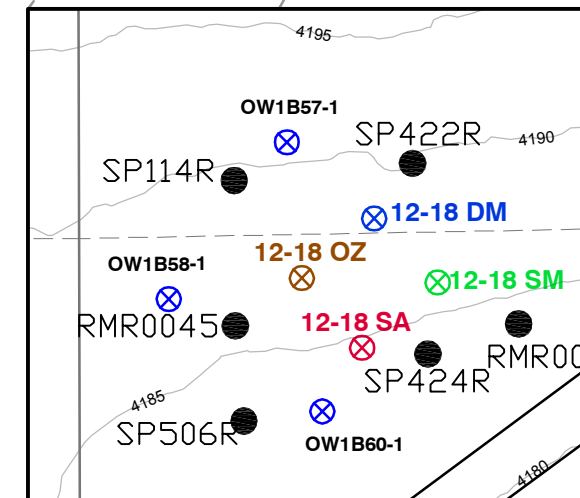 4195
OW1B57-1
SP422R
4190
SP114R
12-18 DM
12-18 OZ
OW1B58-1
12-18 SM
RMR0045
12-18 SA
RMR00
SP424R
4185
SP506R
OW1B60-1
4180